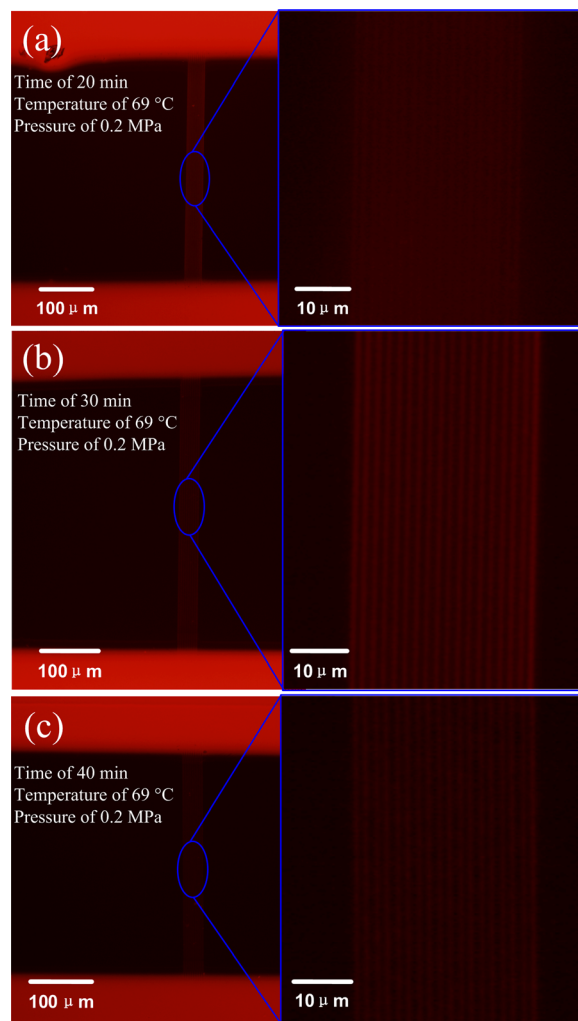 (a)
Time of 20 min
Temperature of 69 °C
Pressure of 0.2 MPa
100 μ m
10 μ m
(b)
Time of 30 min
Temperature of 69 °C
Pressure of 0.2 MPa
100 μ m
10 μ m
(c)
Time of 40 min
Temperature of 69 °C
Pressure of 0.2 MPa
100 μ m
10 μ m